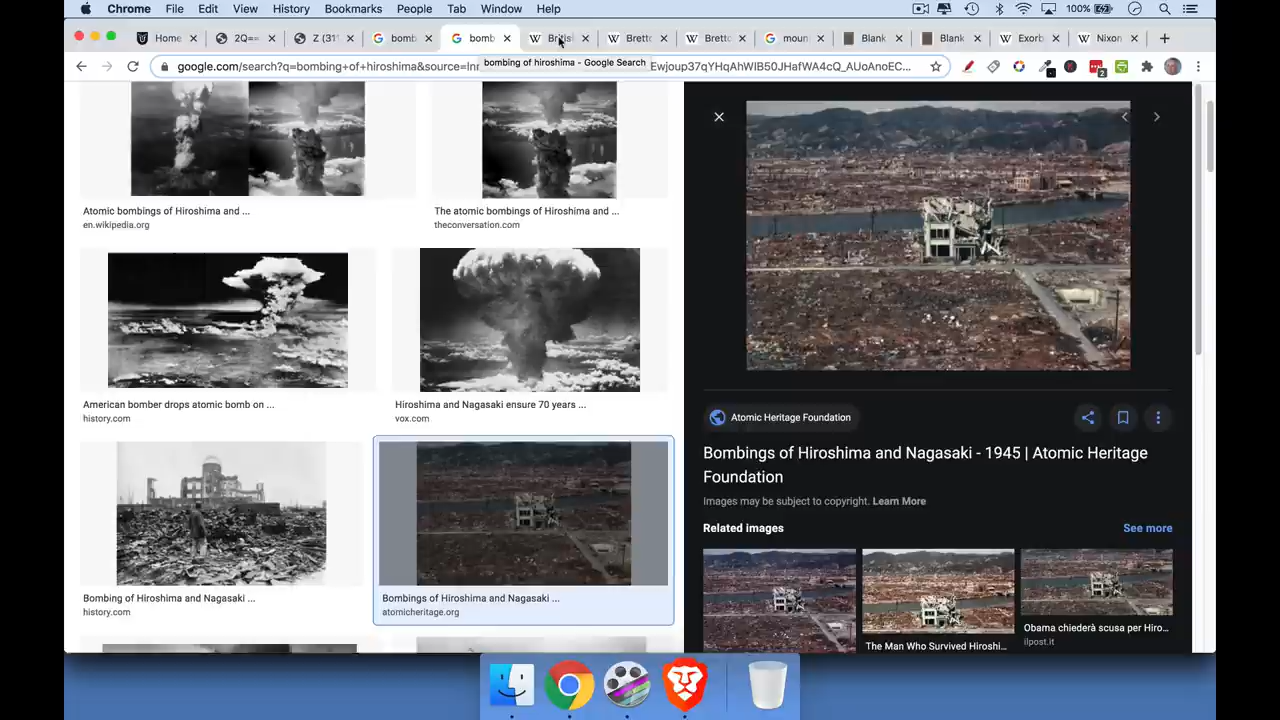 Chrome File Edit View History Bookmarks People Tab Window Help 100%
Home 2Q== Z (31 bomb bomb British Bretto Bretto moun Blank Blank Exorb Nixon
bombing of hiroshima - Google Search
google.com/search?q=bombing+of+hiroshima&source=lnr Ewjoup37qYHqAhWIB50JHafWA4cQ_AUoAnoEC...
2
Atomic bombings of Hiroshima and ...
en.wikipedia.org
The atomic bombings of Hiroshima and ...
theconversation.com
American bomber drops atomic bomb on ...
history.com
Hiroshima and Nagasaki ensure 70 years ...
vox.com
Bombing of Hiroshima and Nagasaki ...
history.com
Bombings of Hiroshima and Nagasaki ...
atomicheritage.org
Atomic Heritage Foundation
Bombings of Hiroshima and Nagasaki - 1945 | Atomic Heritage
Foundation
Images may be subject to copyright. Learn More
Related images
See more
The Man Who Survived Hiroshi...
Obama chiederà scusa per Hiro...
ilpost.it